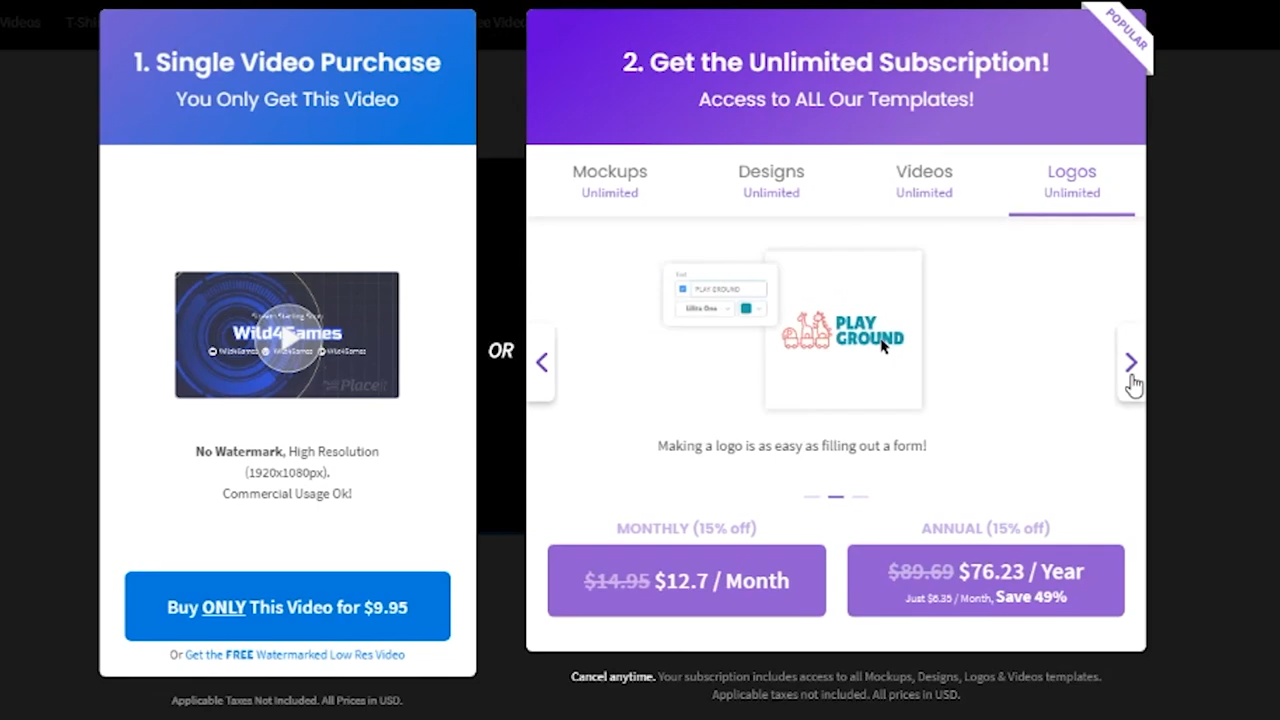 Videos
1. Single Video Purchase
You Only Get This Video
Wild4Games
Wild4Games Wild4Games Wild4Games
Placeit
No Watermark, High Resolution
(1920x1080px).
Commercial Usage Ok!
Buy ONLY This Video for $9.95
Or Get the FREE Watermarked Low Res Video
Applicable Taxes Not Included. All Prices in USD.
OR
POPULAR
2. Get the Unlimited Subscription!
Access to ALL Our Templates!
Mockups Designs Videos Logos
Unlimited Unlimited Unlimited Unlimited
PLAY GROUND
PLAY
GROUND
Making a logo is as easy as filling out a form!
MONTHLY (15% off) ANNUAL (15% off)
$14.95 $12.7 / Month
$89.69 $76.23 / Year
Just $6.35 / Month, Save 49%
Cancel anytime. Your subscription includes access to all Mockups, Designs, Logos & Videos templates.
Applicable taxes not included. All prices in USD.